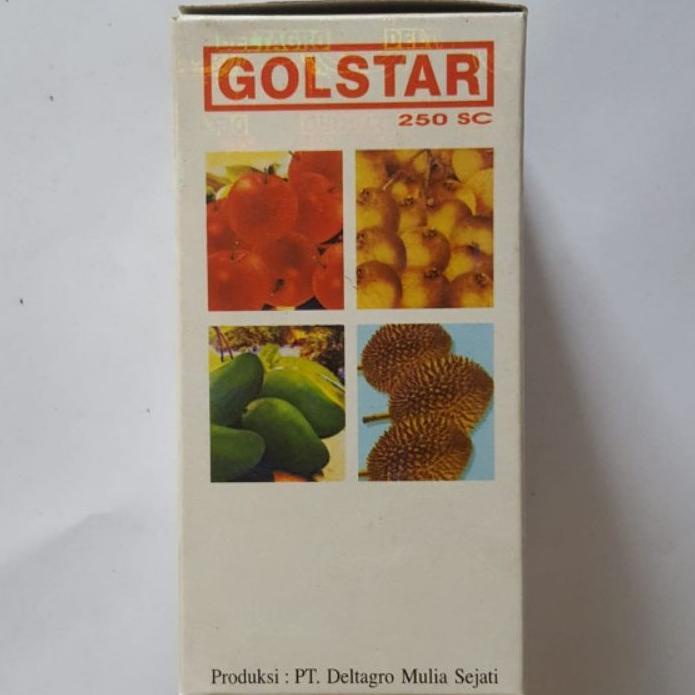 GOLSTAR
250 SC
Produksi : PT. Deltagro Mulia Sejati